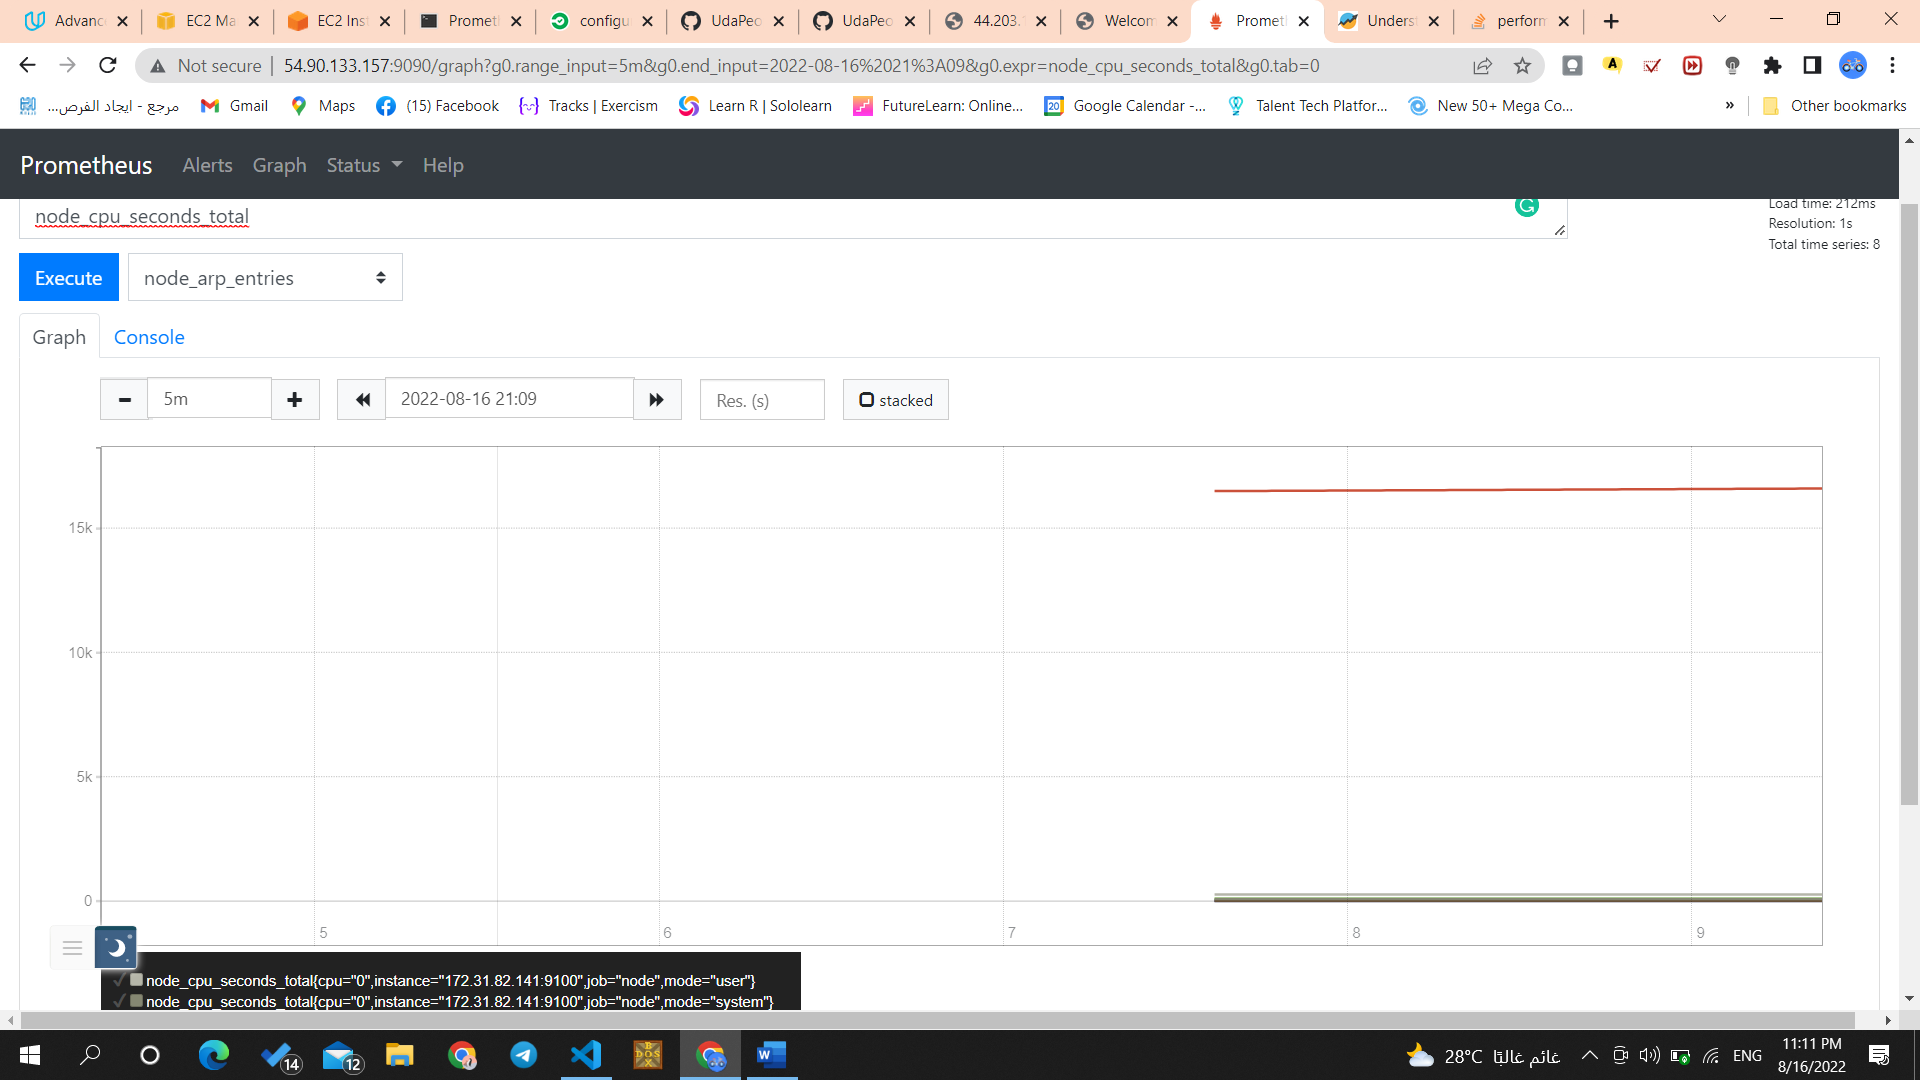 Advanc
EC2 Ma
EC2 Inst
Prometh
configu
UdaPeo
UdaPeo
44.203.
Welcom
Prometh
Underst
perform
Not secure
54.90.133.157:9090/graph?g0.range_input=5m&g0.end_input=2022-08-16%2021%3A09&g0.expr=node_cpu_seconds_total&g0.tab=0
مرجع - ايجاد الفرص...
Gmail
Maps
(15) Facebook
Tracks | Exercism
Learn R | Sololearn
FutureLearn: Online...
Google Calendar -...
Talent Tech Platfor...
New 50+ Mega Co...
»
Other bookmarks
Prometheus
Alerts
Graph
Status
Help
node_cpu_seconds_total
Load time: 212ms
Resolution: 1s
Total time series: 8
Execute
node_arp_entries
Graph
Console
5m
2022-08-16 21:09
Res. (s)
stacked
15k
10k
5k
0
5
6
7
8
9
node_cpu_seconds_total{cpu="0",instance="172.31.82.141:9100",job="node",mode="user"}
node_cpu_seconds_total{cpu="0",instance="172.31.82.141:9100",job="node",mode="system"}
14
12
28°C غائم غالبًا
ENG
11:11 PM
8/16/2022